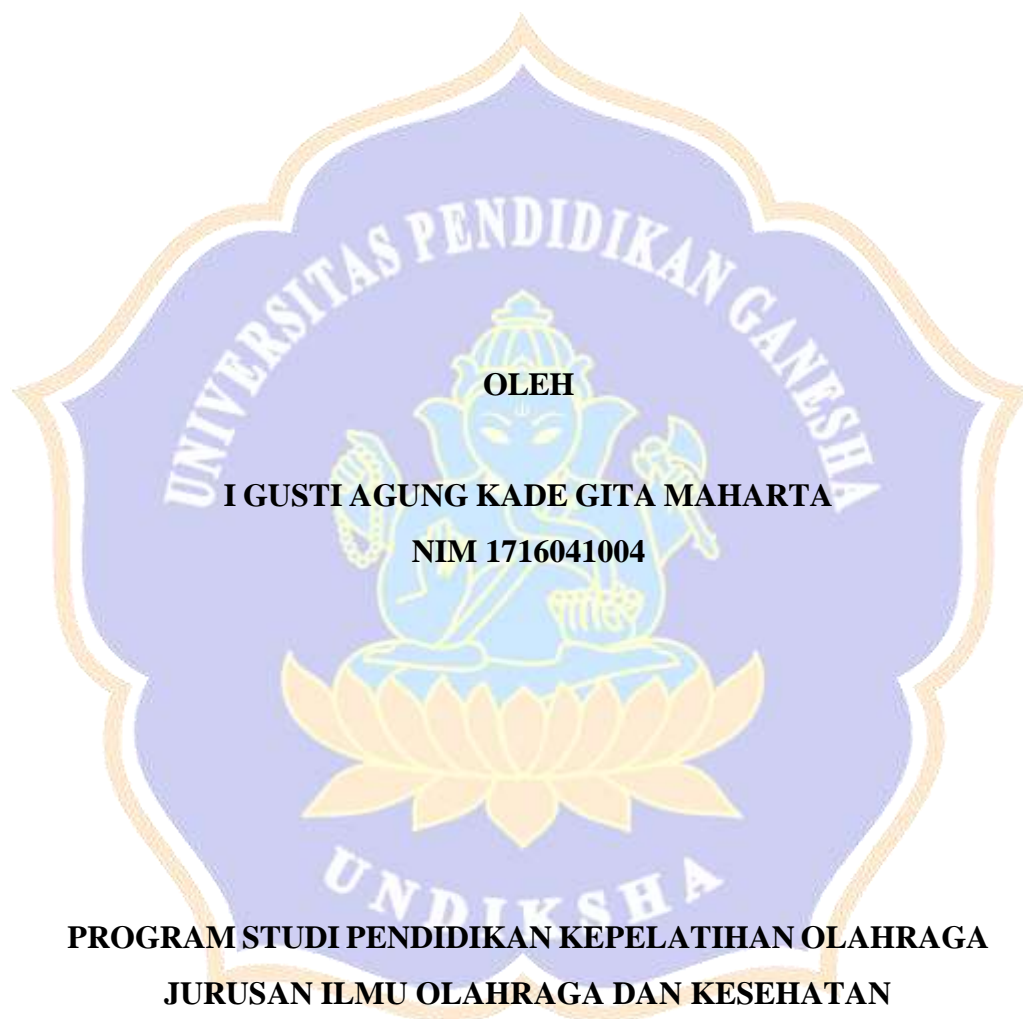 UNIVERSITAS PENDIDIKAN GANESHA
OLEH
I GUSTI AGUNG KADE GITA MAHARTA
NIM 1716041004
UNDIKSHA
PROGRAM STUDI PENDIDIKAN KEPELATIHAN OLAHRAGA
JURUSAN ILMU OLAHRAGA DAN KESEHATAN